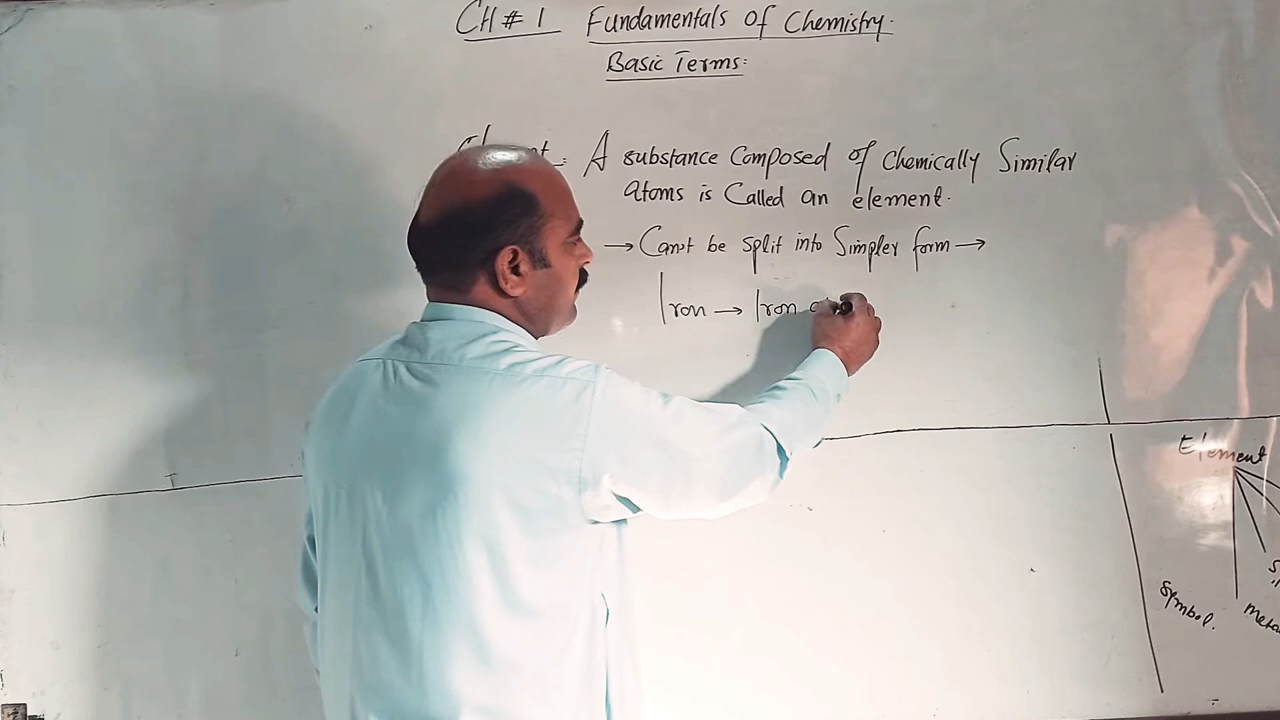 CH # 1 Fundamentals of Chemistry.
Basic Terms:
A substance Composed of Chemically Similar
atoms is Called an element.
→ Can't be split into Simpler form →
Iron → Iron
Element
Symbol.